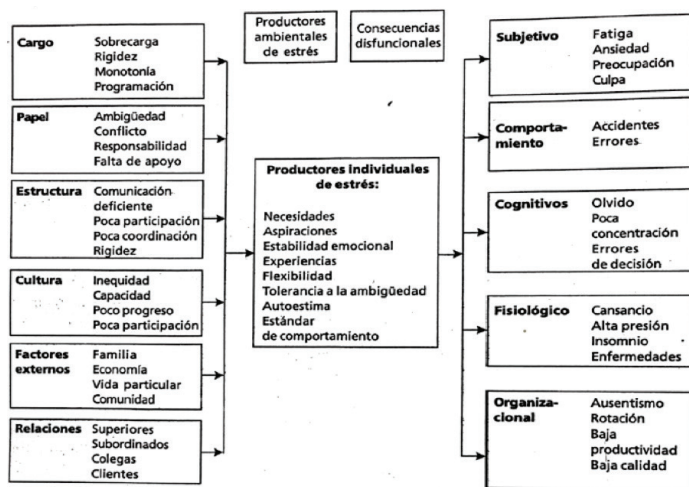 Productores
ambientales
de estrés
Consecuencias
disfuncionales
Cargo Sobrecarga
Rigidez
Monotonía
Programación
Papel Ambigüedad
Conflicto
Responsabilidad
Falta de apoyo
Estructura Comunicación
deficiente
Poca participación
Poca coordinación
Rigidez
Cultura Inequidad
Capacidad
Poco progreso
Poca participación
Factores Familia
externos Economía
Vida particular
Comunidad
Relaciones Superiores
Subordinados
Colegas
Clientes
Productores individuales
de estrés:
Necesidades
Aspiraciones
Estabilidad emocional
Experiencias
Flexibilidad
Tolerancia a la ambigüedad
Autoestima
Estándar
de comportamiento
Subjetivo Fatiga
Ansiedad
Preocupación
Culpa
Comporta- Accidentes
miento Errores
Cognitivos Olvido
Poca
concentración
Errores
de decisión
Fisiológico Cansancio
Alta presión
Insomnio
Enfermedades
Organiza- Ausentismo
cional Rotación
Baja
productividad
Baja calidad